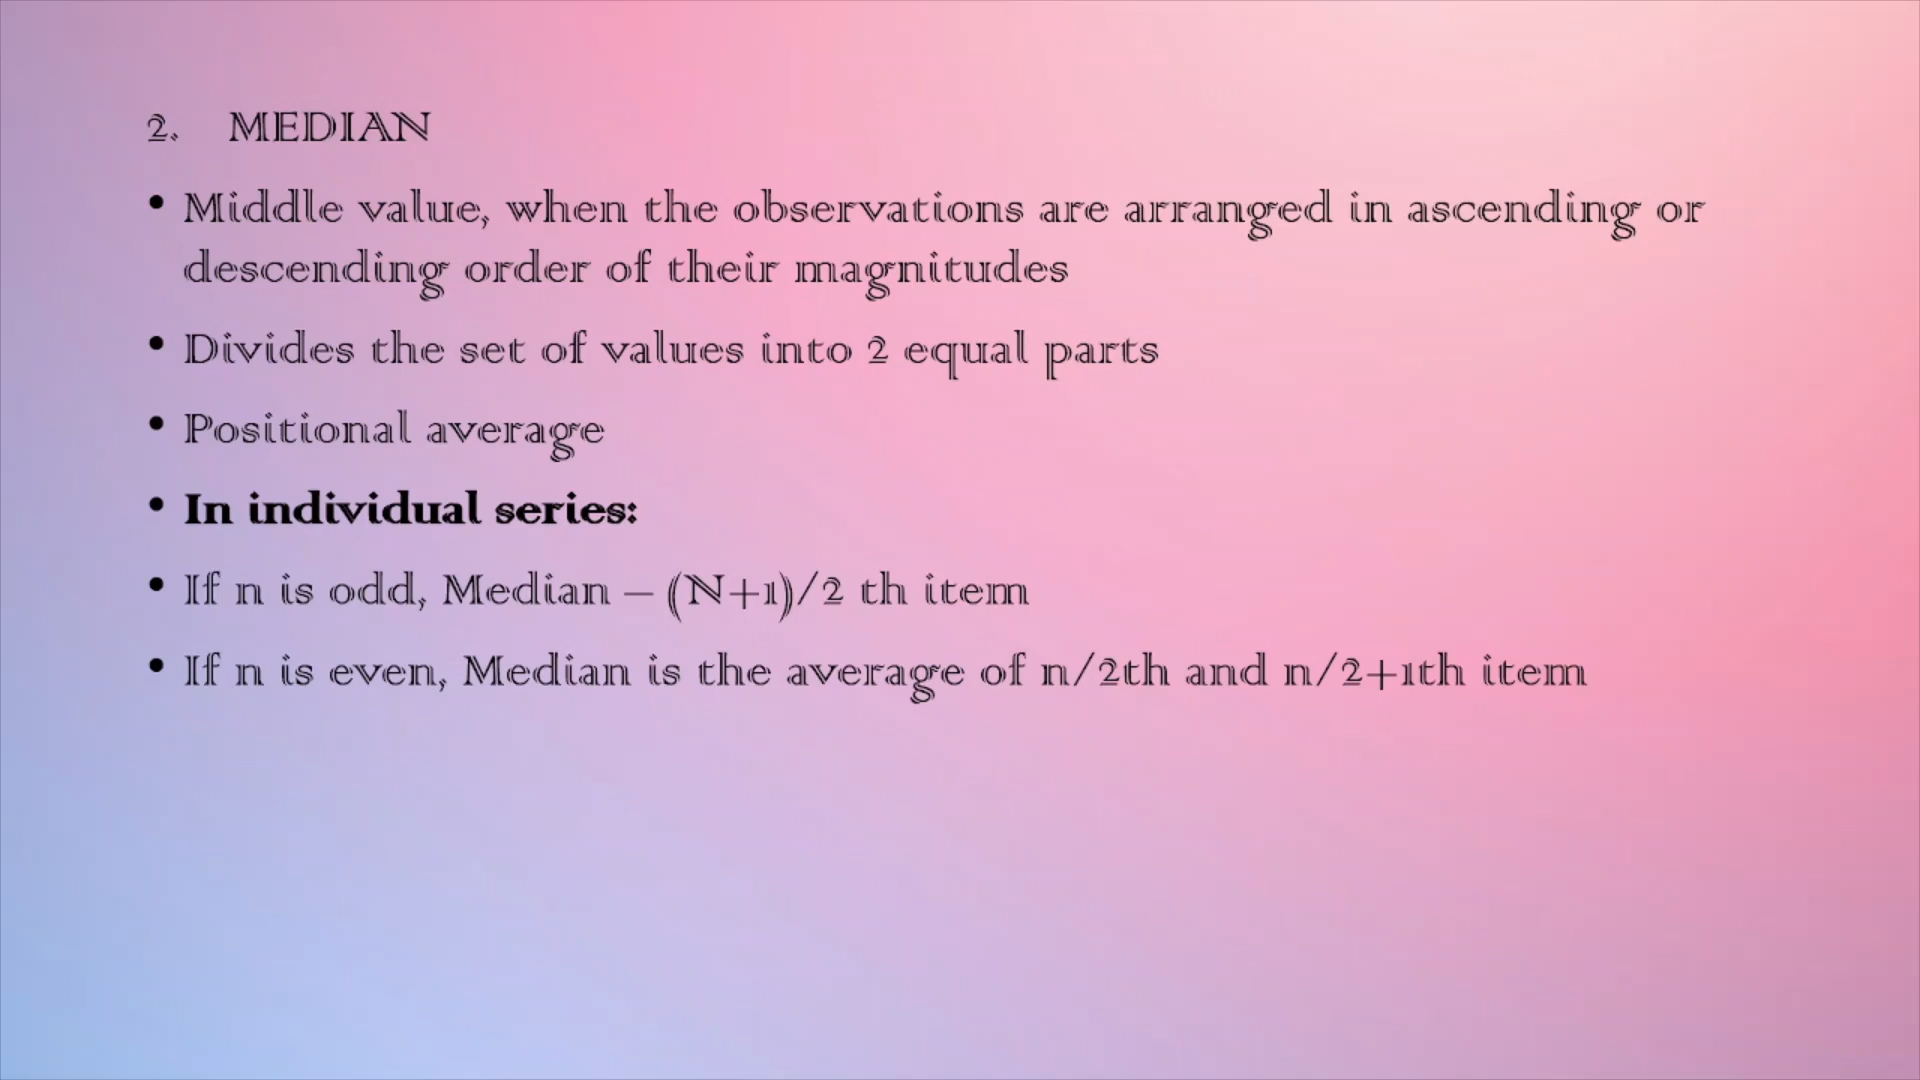 2. MEDIAN
• Middle value, when the observations are arranged in ascending or
descending order of their magnitudes
• Divides the set of values into 2 equal parts
• Positional average
• In individual series:
• If n is odd, Median – (N+1)/2 th item
• If n is even, Median is the average of n/2th and n/2+1th item